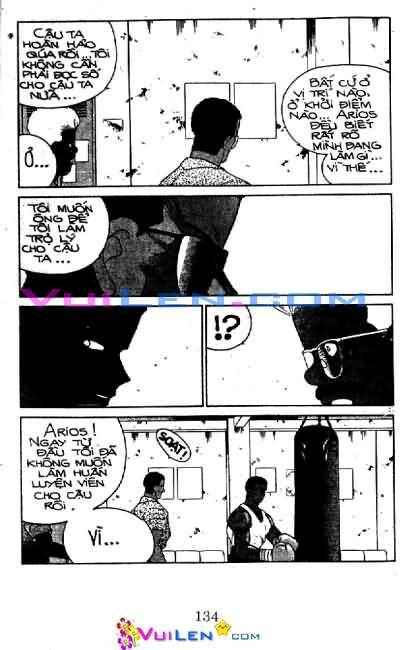 CẬU TA
HOÀN HẢO
QUÁ RỒI...TÔI
KHÔNG CẦN
PHẢI ĐỌC SỐ
CHO CẬU TA
NỮA...
BẤT CỨ Ở
VỊ TRÍ NÀO,
Ở KHỞI ĐIỂM
NÀO... ARIOS
ĐỀU BIẾT
RẤT RÕ
MÌNH ĐANG
LÀM GÌ...
VÌ THẾ...
Ở...
TÔI MUỐN
ÔNG ĐỂ
TÔI LÀM
TRỢ LÝ
CHO CẬU
TA...
VUILEN.COM
!?
ARIOS!
NGAY TỪ
ĐẦU TÔI ĐÃ
KHÔNG MUỐN
LÀM HUẤN
LUYỆN VIÊN
CHO CẬU
RỒI.
VÌ...
SOẠT!
134
VUILEN.COM